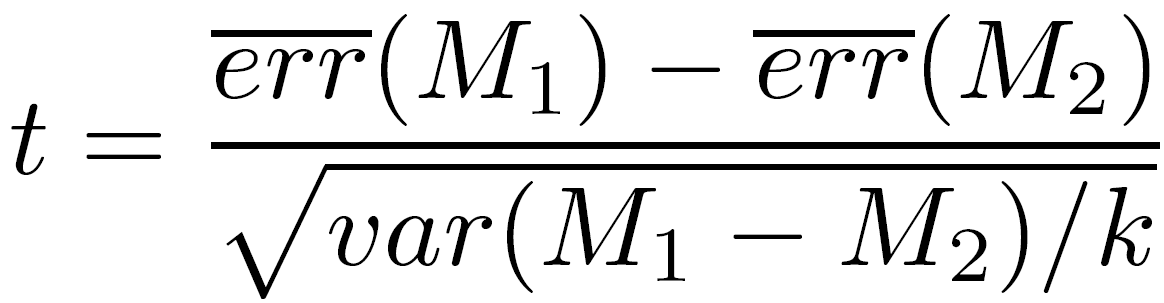 t = \frac{\overline{err}(M_1) - \overline{err}(M_2)}{\sqrt{var(M_1 - M_2)/k}}